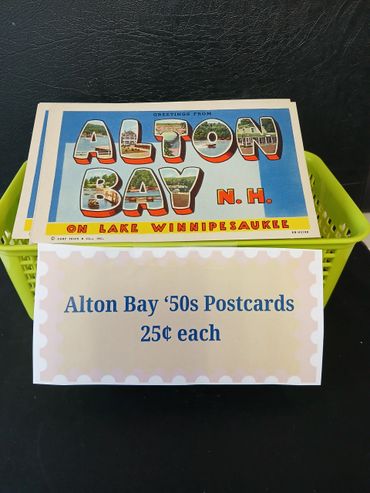 GREETINGS FROM
ALTON
BAY N.H.
ON LAKE WINNIPESAUKEE
Alton Bay ‘50s Postcards
25¢ each